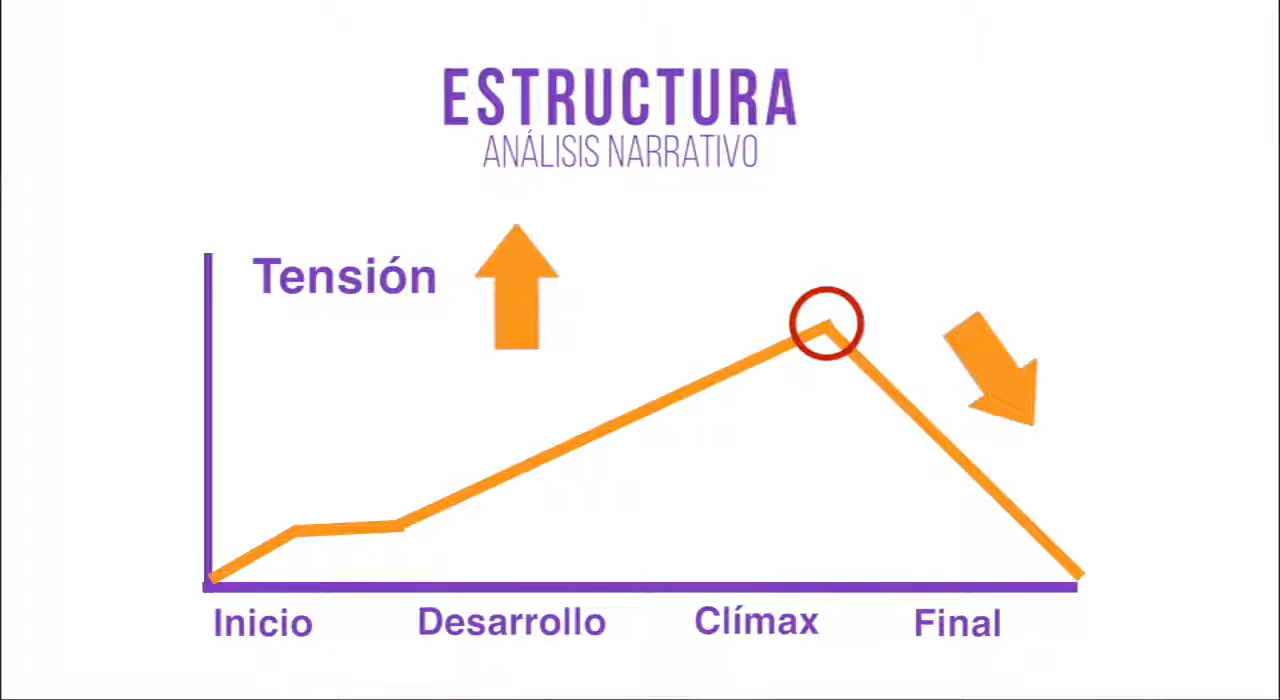 ESTRUCTURA
ANÁLISIS NARRATIVO
Tensión
Inicio Desarrollo Clímax Final